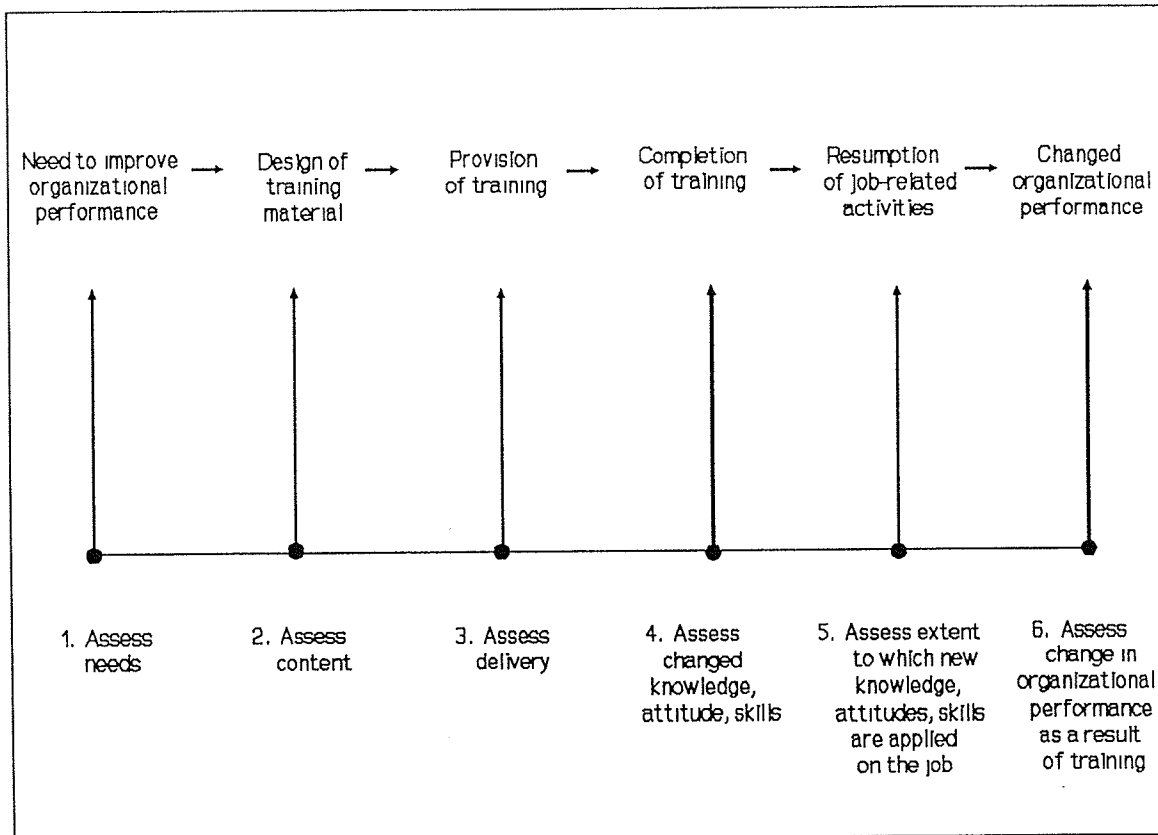 Need to improve
organizational
performance
Design of
training
material
Provision
of training
Completion
of training
Resumption
of job-related
activities
Changed
organizational
performance
1. Assess
needs
2. Assess
content
3. Assess
delivery
4. Assess
changed
knowledge,
attitude, skills
5. Assess extent
to which new
knowledge,
attitudes, skills
are applied
on the job
6. Assess
change in
organizational
performance
as a result
of training